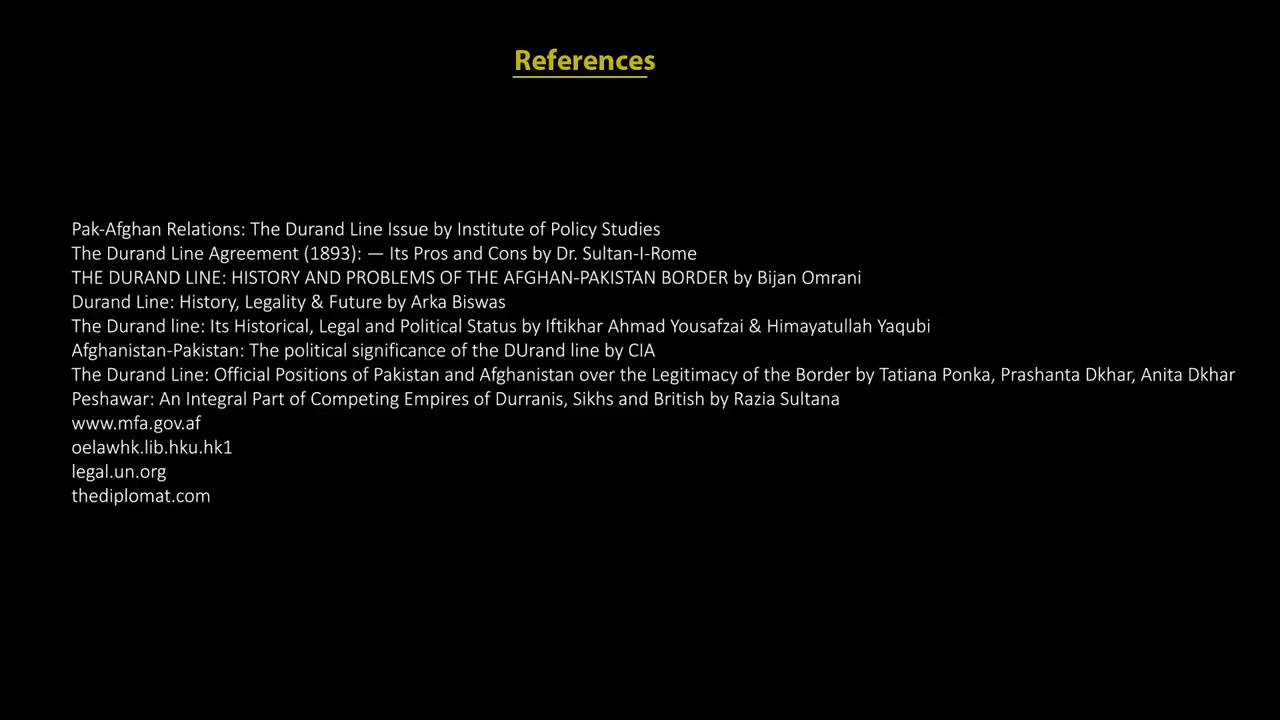 References
Pak-Afghan Relations: The Durand Line Issue by Institute of Policy Studies
The Durand Line Agreement (1893): — Its Pros and Cons by Dr. Sultan-I-Rome
THE DURAND LINE: HISTORY AND PROBLEMS OF THE AFGHAN-PAKISTAN BORDER by Bijan Omrani
Durand Line: History, Legality & Future by Arka Biswas
The Durand line: Its Historical, Legal and Political Status by Iftikhar Ahmad Yousafzai & Himayatullah Yaqubi
Afghanistan-Pakistan: The political significance of the DUrand line by CIA
The Durand Line: Official Positions of Pakistan and Afghanistan over the Legitimacy of the Border by Tatiana Ponka, Prashanta Dkhar, Anita Dkhar
Peshawar: An Integral Part of Competing Empires of Durranis, Sikhs and British by Razia Sultana
www.mfa.gov.af
oelawhk.lib.hku.hk1
legal.un.org
thediplomat.com